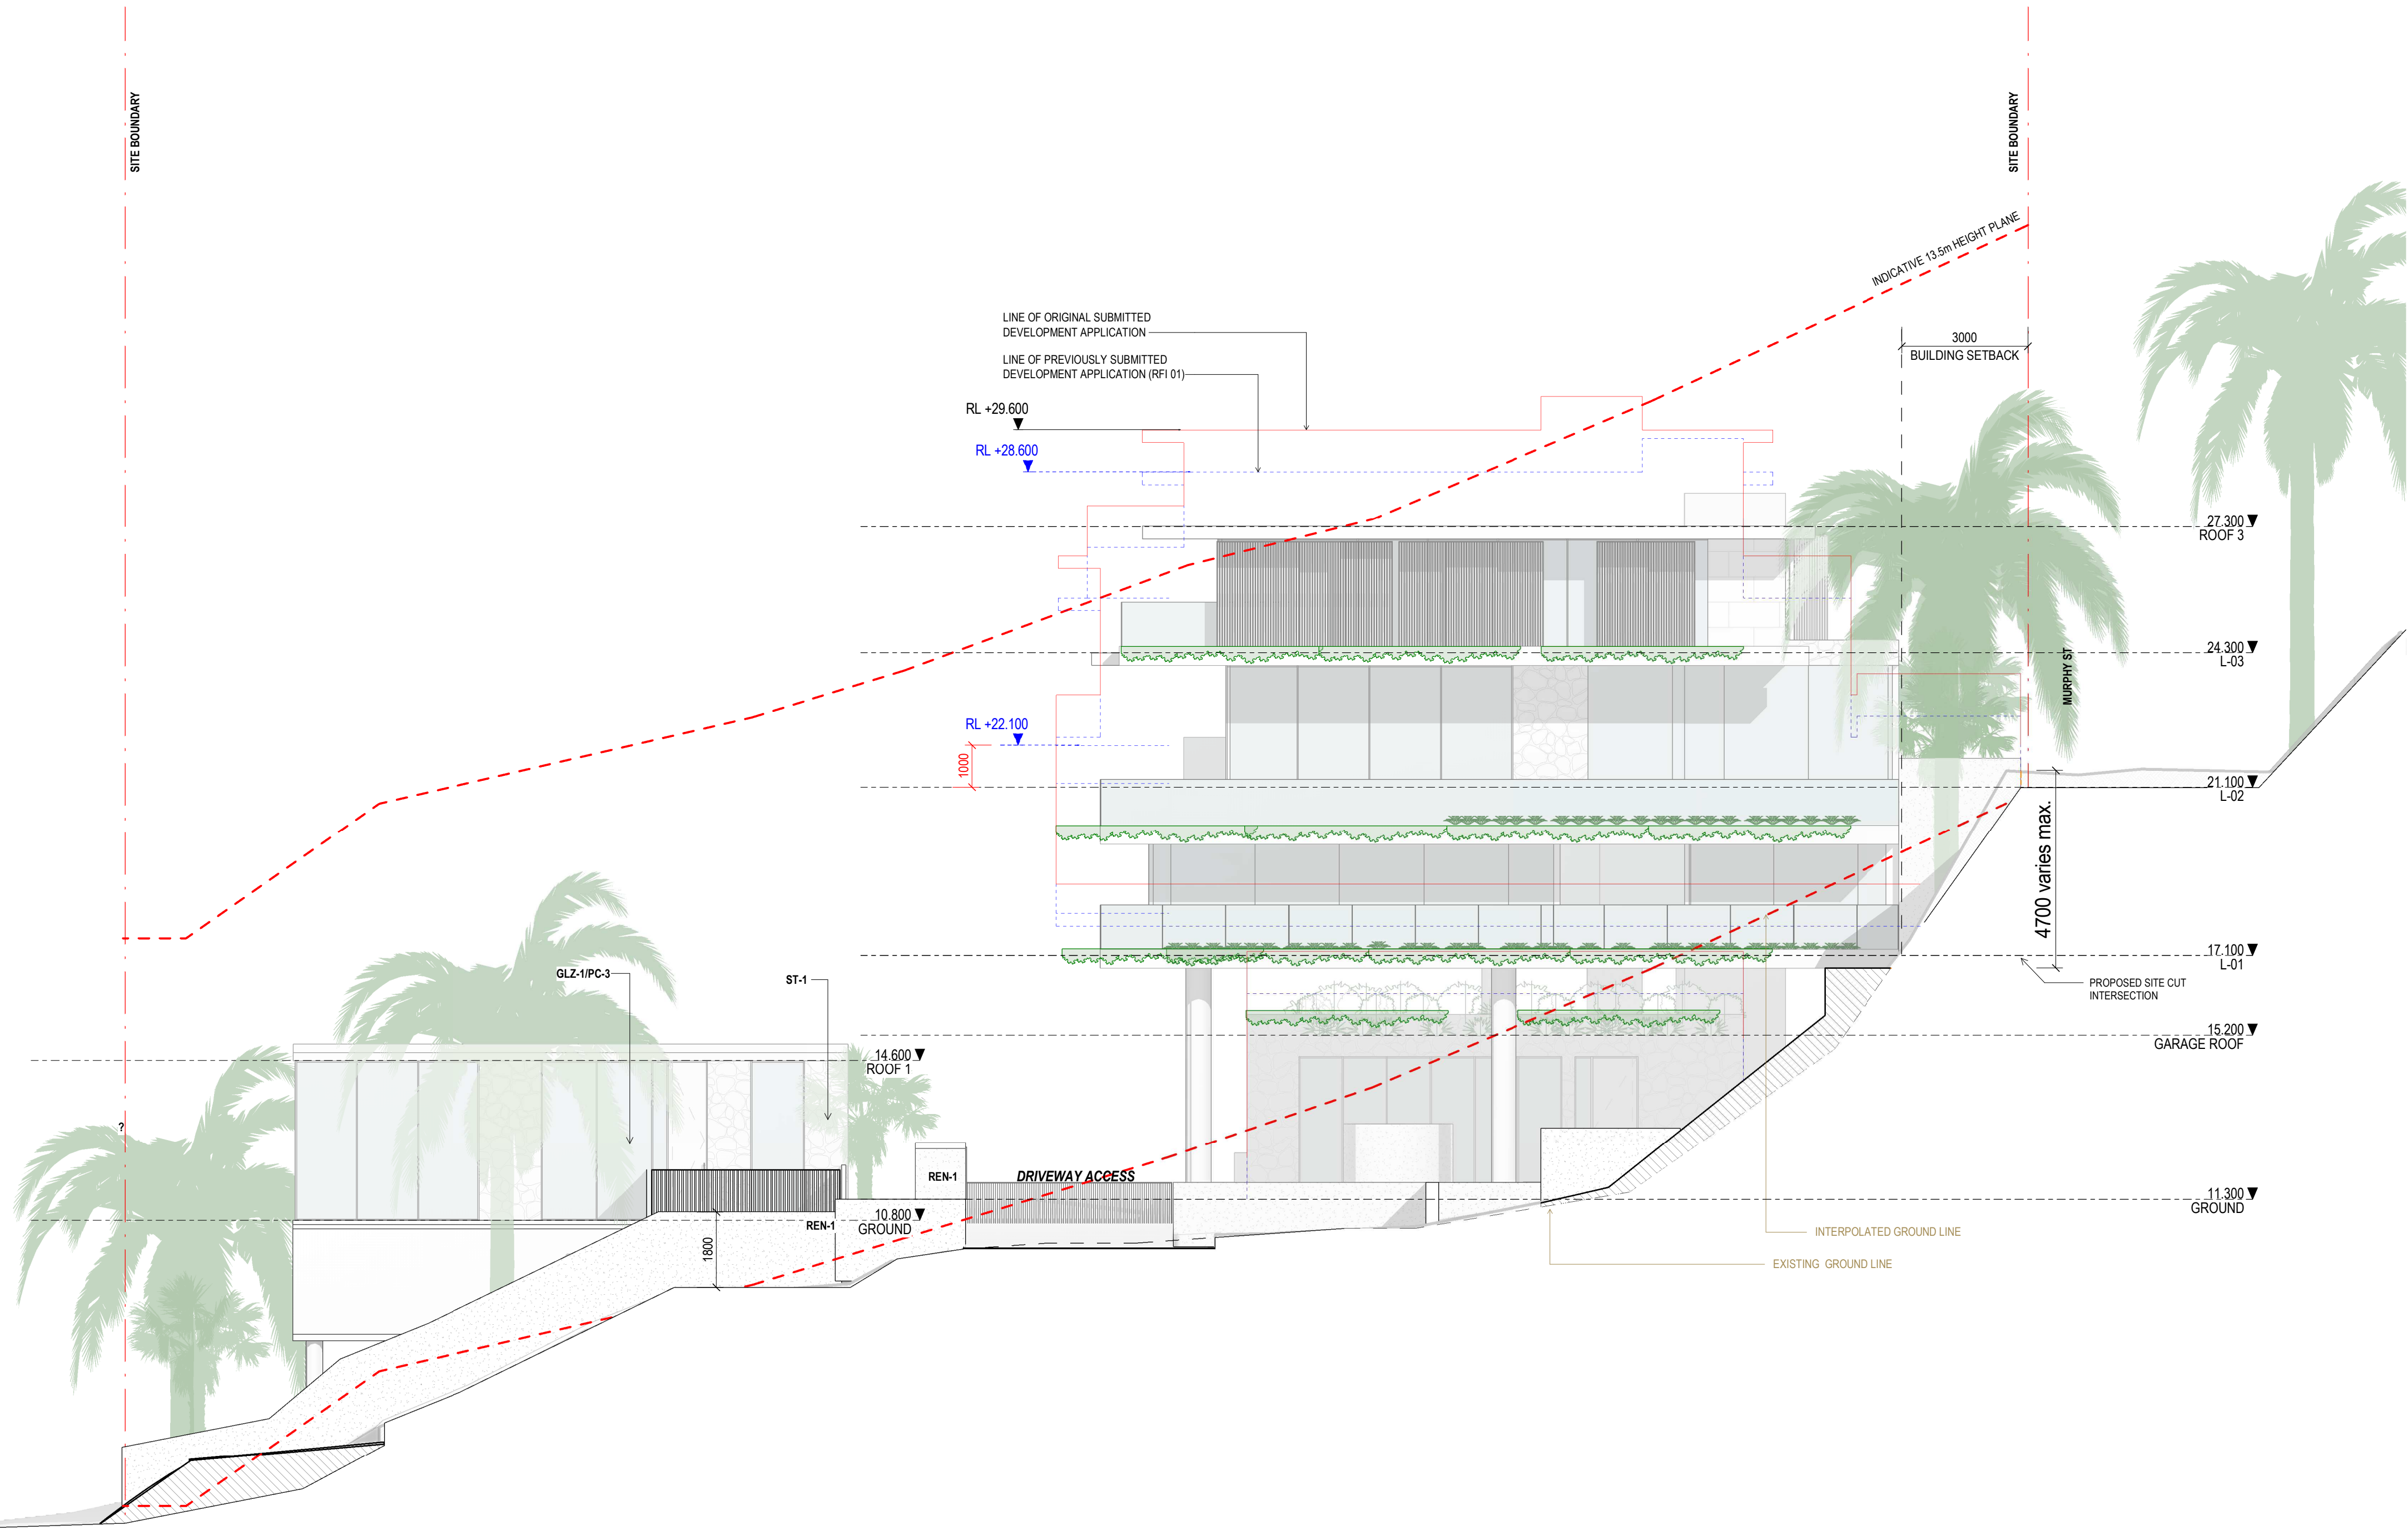 SITE BOUNDARY
SITE BOUNDARY
INDICATIVE 13.5m HEIGHT PLANE
LINE OF ORIGINAL SUBMITTED
DEVELOPMENT APPLICATION
3000
BUILDING SETBACK
LINE OF PREVIOUSLY SUBMITTED
DEVELOPMENT APPLICATION (RFI 01)
RL +29.600
RL +28.600
27.300
ROOF 3
24.300
L-03
MURPHY ST
RL +22.100
1000
21.100
L-02
4700 varies max.
17.100
L-01
GLZ-1/PC-3
ST-1
PROPOSED SITE CUT
INTERSECTION
15.200
GARAGE ROOF
14.600
ROOF 1
?
REN-1
DRIVEWAY ACCESS
11.300
GROUND
10.800
GROUND
REN-1
1800
INTERPOLATED GROUND LINE
EXISTING GROUND LINE